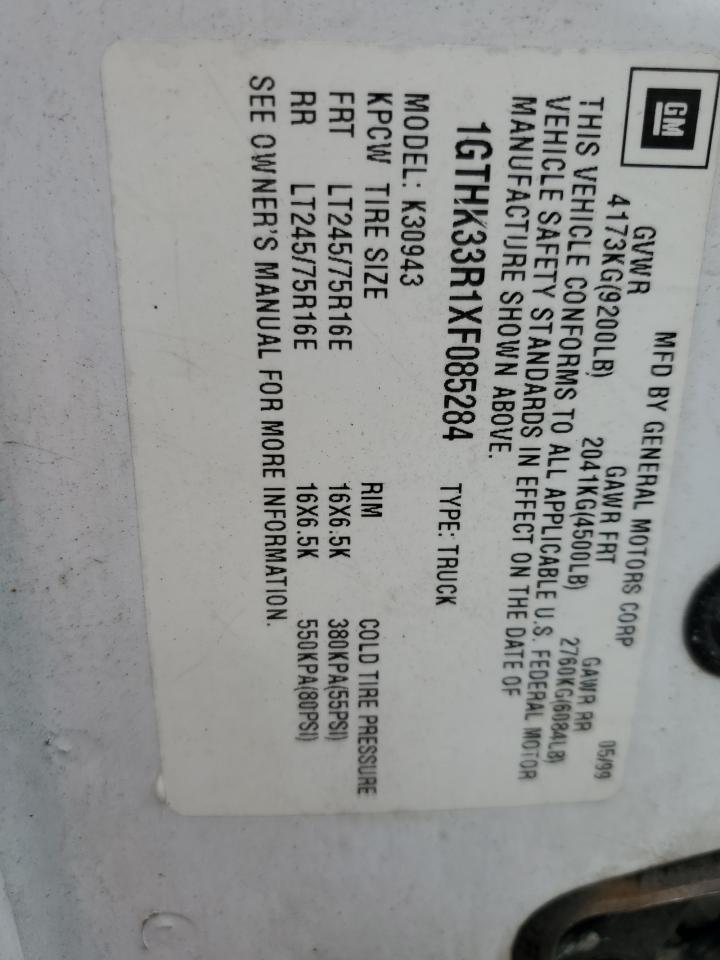 GM
MFD BY GENERAL MOTORS CORP 05/99
GVWR GAWR FRT GAWR RR
4173KG(9200LB) 2041KG(4500LB) 2760KG(6084LB)
THIS VEHICLE CONFORMS TO ALL APPLICABLE U.S. FEDERAL MOTOR
VEHICLE SAFETY STANDARDS IN EFFECT ON THE DATE OF
MANUFACTURE SHOWN ABOVE.
1GTHK33R1XF085284 TYPE: TRUCK
MODEL: K30943
KPCW TIRE SIZE RIM COLD TIRE PRESSURE
FRT LT245/75R16E 16X6.5K 380KPA(55PSI)
RR LT245/75R16E 16X6.5K 550KPA(80PSI)
SEE OWNER'S MANUAL FOR MORE INFORMATION.